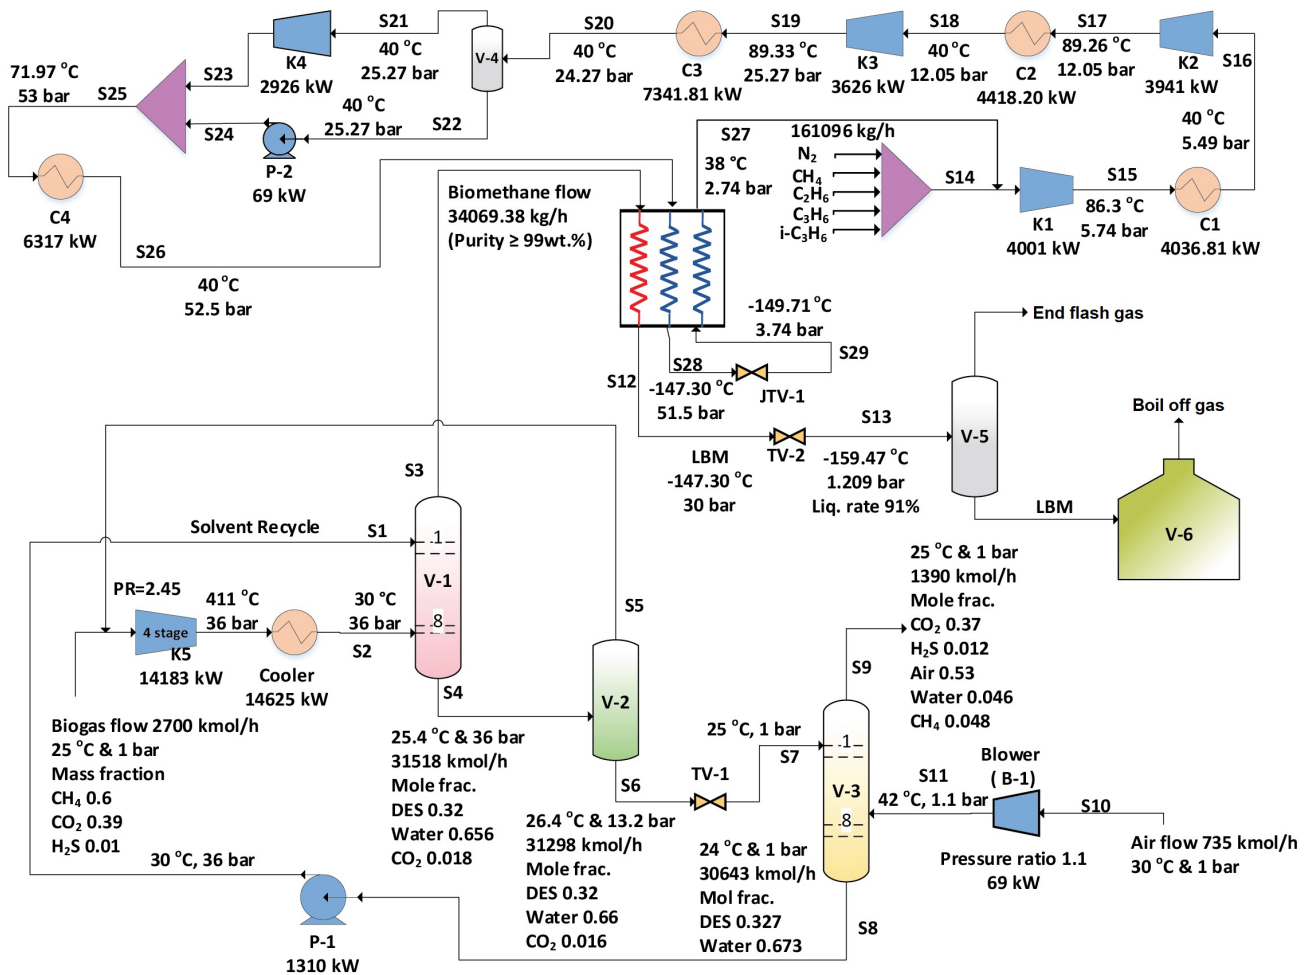 S21
40 °C
25.27 bar
K4
2926 kW
V-4
S20
40 °C
24.27 bar
C3
7341.81 kW
S19
89.33 °C
25.27 bar
K3
3626 kW
S18
40 °C
12.05 bar
C2
4418.20 kW
S17
89.26 °C
12.05 bar
K2
3941 kW
S16
40 °C
5.49 bar
71.97 °C
53 bar
S25
S23
S24
40 °C
25.27 bar
S22
P-2
69 kW
C4
6317 kW
S26
40 °C
52.5 bar
Biomethane flow
34069.38 kg/h
(Purity ≥ 99wt.%)
S27
38 °C
2.74 bar
161096 kg/h
N₂
CH₄
C₂H₆
C₃H₆
i-C₃H₆
S14
K1
4001 kW
S15
86.3 °C
5.74 bar
C1
4036.81 kW
-149.71 °C
3.74 bar
S29
S28
-147.30 °C
51.5 bar
JTV-1
S12
LBM
-147.30 °C
30 bar
TV-2
S13
-159.47 °C
1.209 bar
Liq. rate 91%
End flash gas
V-5
LBM
Boil off gas
V-6
S3
Solvent Recycle
S1
1
V-1
8
PR=2.45
4 stage
K5
14183 kW
411 °C
36 bar
Cooler
14625 kW
30 °C
36 bar
S2
Biogas flow 2700 kmol/h
25 °C & 1 bar
Mass fraction
CH₄ 0.6
CO₂ 0.39
H₂S 0.01
S4
25.4 °C & 36 bar
31518 kmol/h
Mole frac.
DES 0.32
Water 0.656
CO₂ 0.018
S5
V-2
S6
26.4 °C & 13.2 bar
31298 kmol/h
Mole frac.
DES 0.32
Water 0.66
CO₂ 0.016
TV-1
25 °C, 1 bar
S7
S9
25 °C & 1 bar
1390 kmol/h
Mole frac.
CO₂ 0.37
H₂S 0.012
Air 0.53
Water 0.046
CH₄ 0.048
1
V-3
8
S11
42 °C, 1.1 bar
Blower
( B-1)
S10
Pressure ratio 1.1
69 kW
Air flow 735 kmol/h
30 °C & 1 bar
24 °C & 1 bar
30643 kmol/h
Mol frac.
DES 0.327
Water 0.673
S8
30 °C, 36 bar
P-1
1310 kW